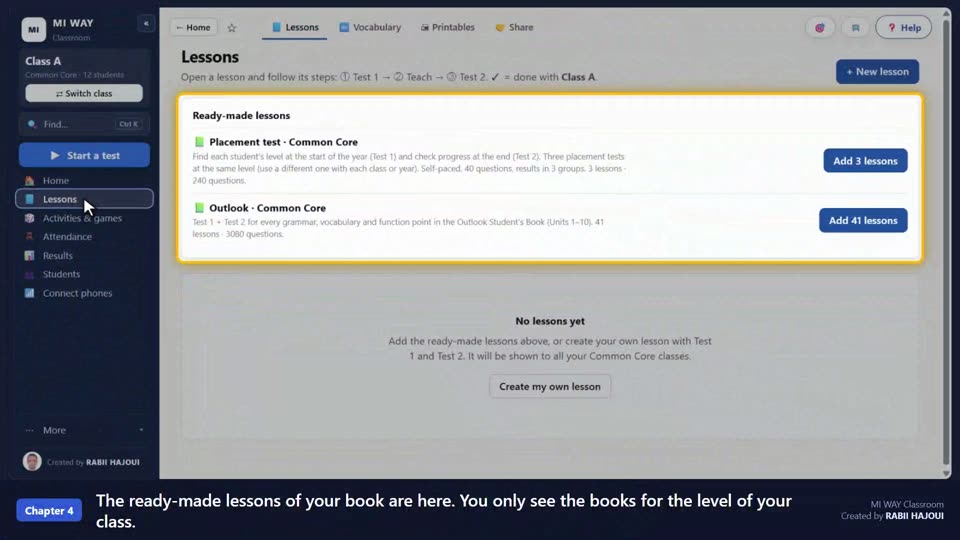 MI WAY
MI
Classroom
«
Class A
Common Core · 12 students
⇄ Switch class
Find...
Ctrl K
▶ Start a test
Home
Lessons
Activities & games
Attendance
Results
Students
Connect phones
··· More
Created by RABII HAJOUI
← Home
☆
Lessons
Vocabulary
Printables
Share
? Help
Lessons
Open a lesson and follow its steps: ① Test 1 → ② Teach → ③ Test 2. ✓ = done with Class A.
+ New lesson
Ready-made lessons
Placement test · Common Core
Find each student's level at the start of the year (Test 1) and check progress at the end (Test 2). Three placement tests
at the same level (use a different one with each class or year). Self-paced, 40 questions, results in 3 groups. 3 lessons ·
240 questions.
Add 3 lessons
Outlook · Common Core
Test 1 + Test 2 for every grammar, vocabulary and function point in the Outlook Student's Book (Units 1–10). 41
lessons · 3080 questions.
Add 41 lessons
No lessons yet
Add the ready-made lessons above, or create your own lesson with Test
1 and Test 2. It will be shown to all your Common Core classes.
Create my own lesson
Chapter 4
The ready-made lessons of your book are here. You only see the books for the level of your
class.
MI WAY Classroom
Created by RABII HAJOUI